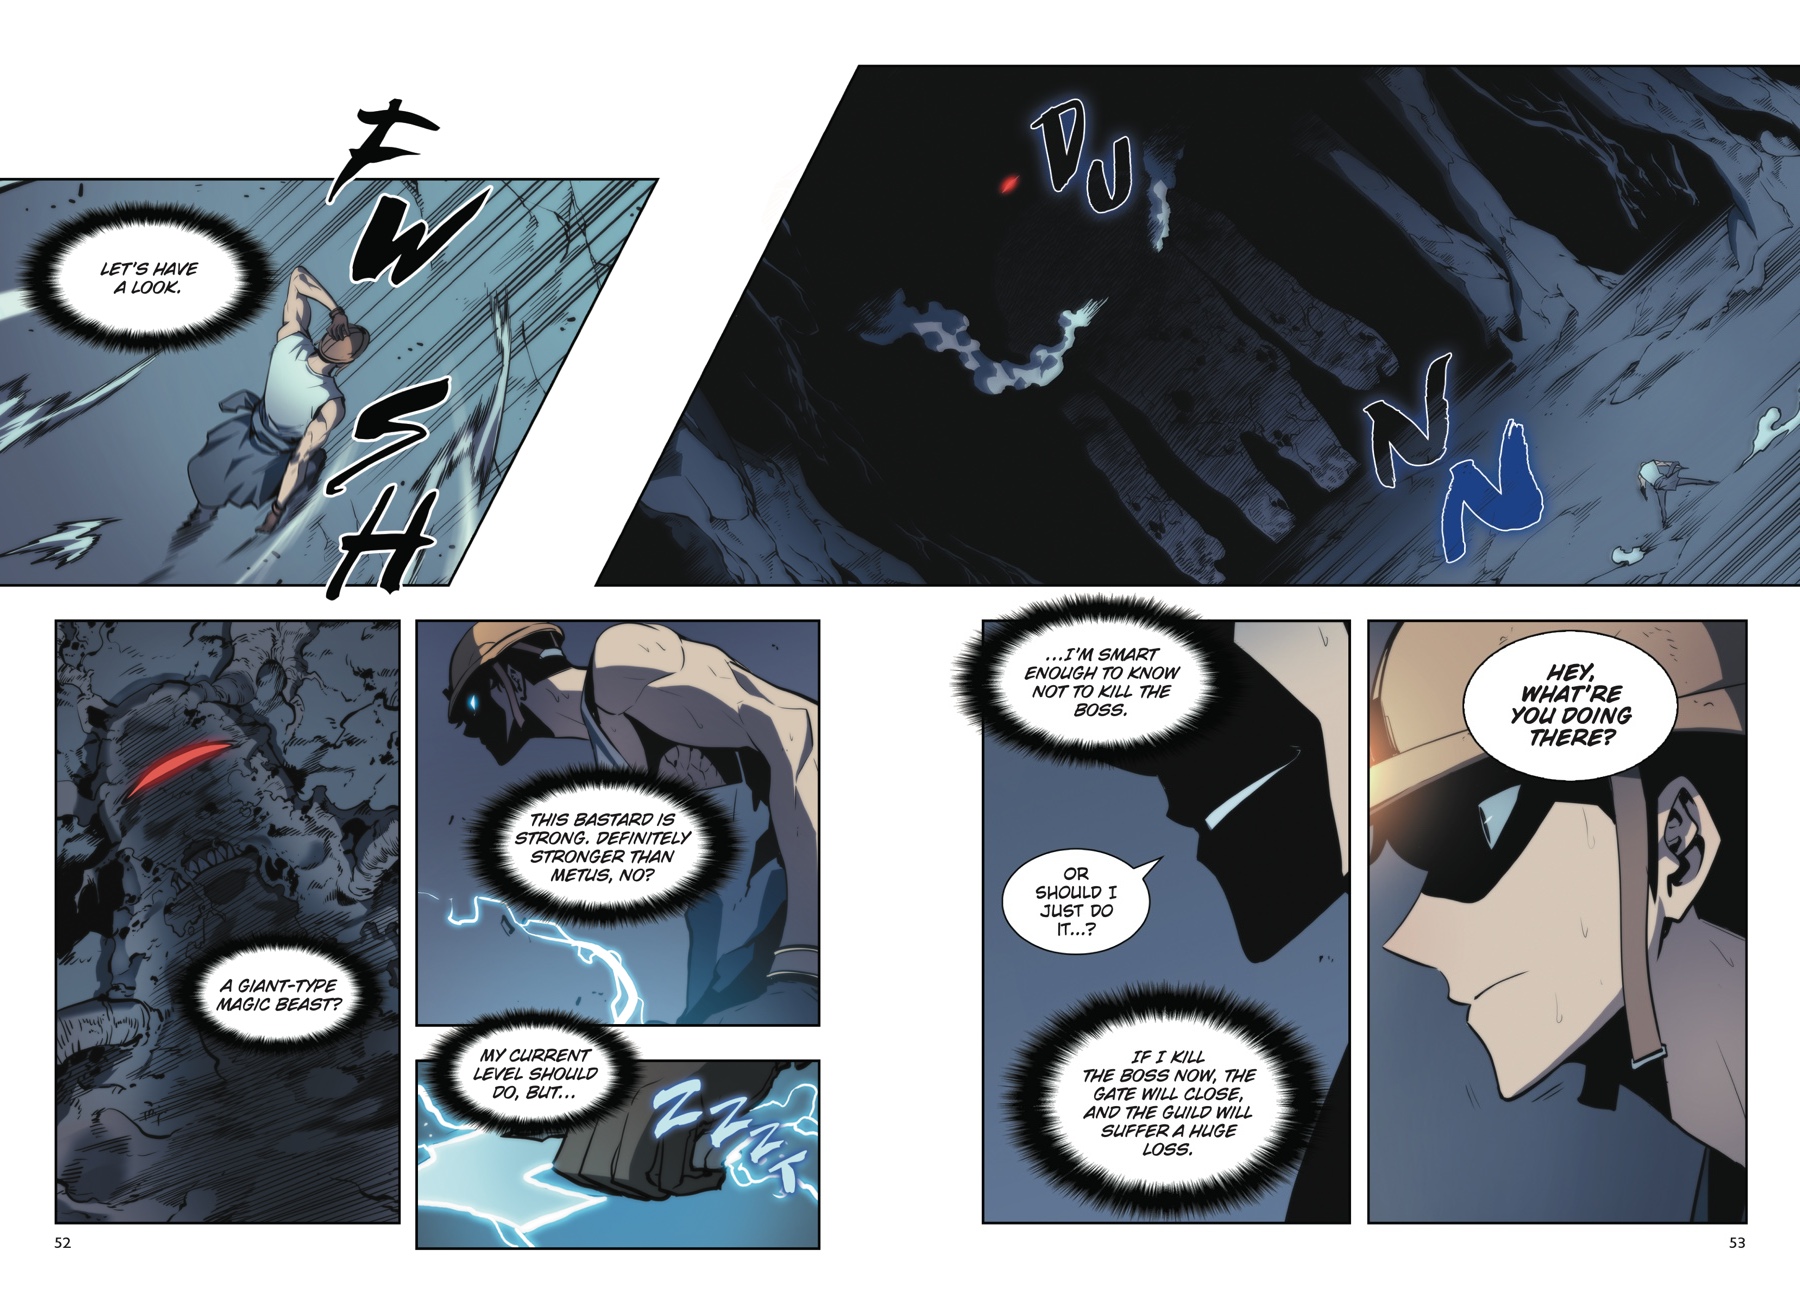 FWSH
LET'S HAVE
A LOOK.
DUNN
A GIANT-TYPE
MAGIC BEAST?
THIS BASTARD IS
STRONG. DEFINITELY
STRONGER THAN
METUS, NO?
MY CURRENT
LEVEL SHOULD
DO, BUT...
ZZZT
...I'M SMART
ENOUGH TO KNOW
NOT TO KILL THE
BOSS.
OR
SHOULD I
JUST DO
IT...?
IF I KILL
THE BOSS NOW, THE
GATE WILL CLOSE,
AND THE GUILD WILL
SUFFER A HUGE
LOSS.
HEY,
WHAT'RE
YOU DOING
THERE?
52
53